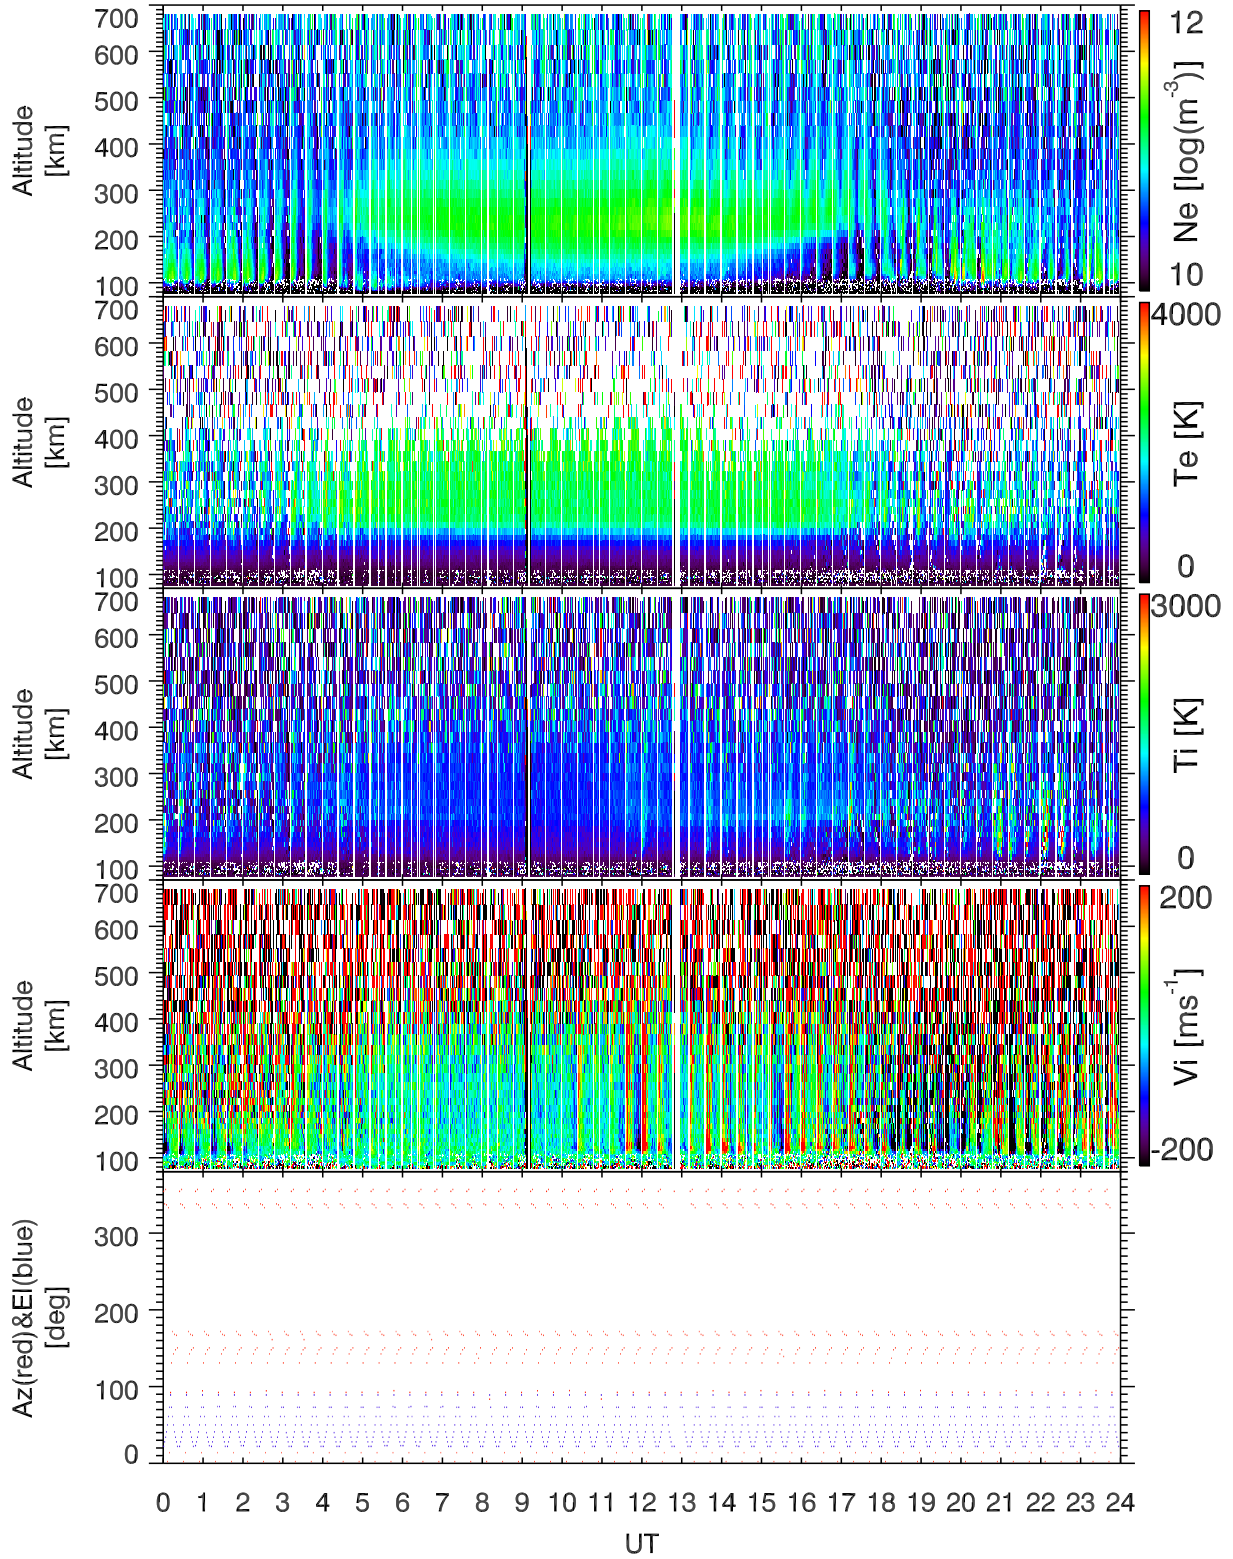 700
600
500
400
300
200
100
Altitude
[km]
12
10
Ne [log(m⁻³)]
700
600
500
400
300
200
100
Altitude
[km]
4000
0
Te [K]
700
600
500
400
300
200
100
Altitude
[km]
3000
0
Ti [K]
700
600
500
400
300
200
100
Altitude
[km]
200
-200
Vi [ms⁻¹]
300
200
100
0
Az(red)&El(blue)
[deg]
0 1 2 3 4 5 6 7 8 9 10 11 12 13 14 15 16 17 18 19 20 21 22 23 24
UT